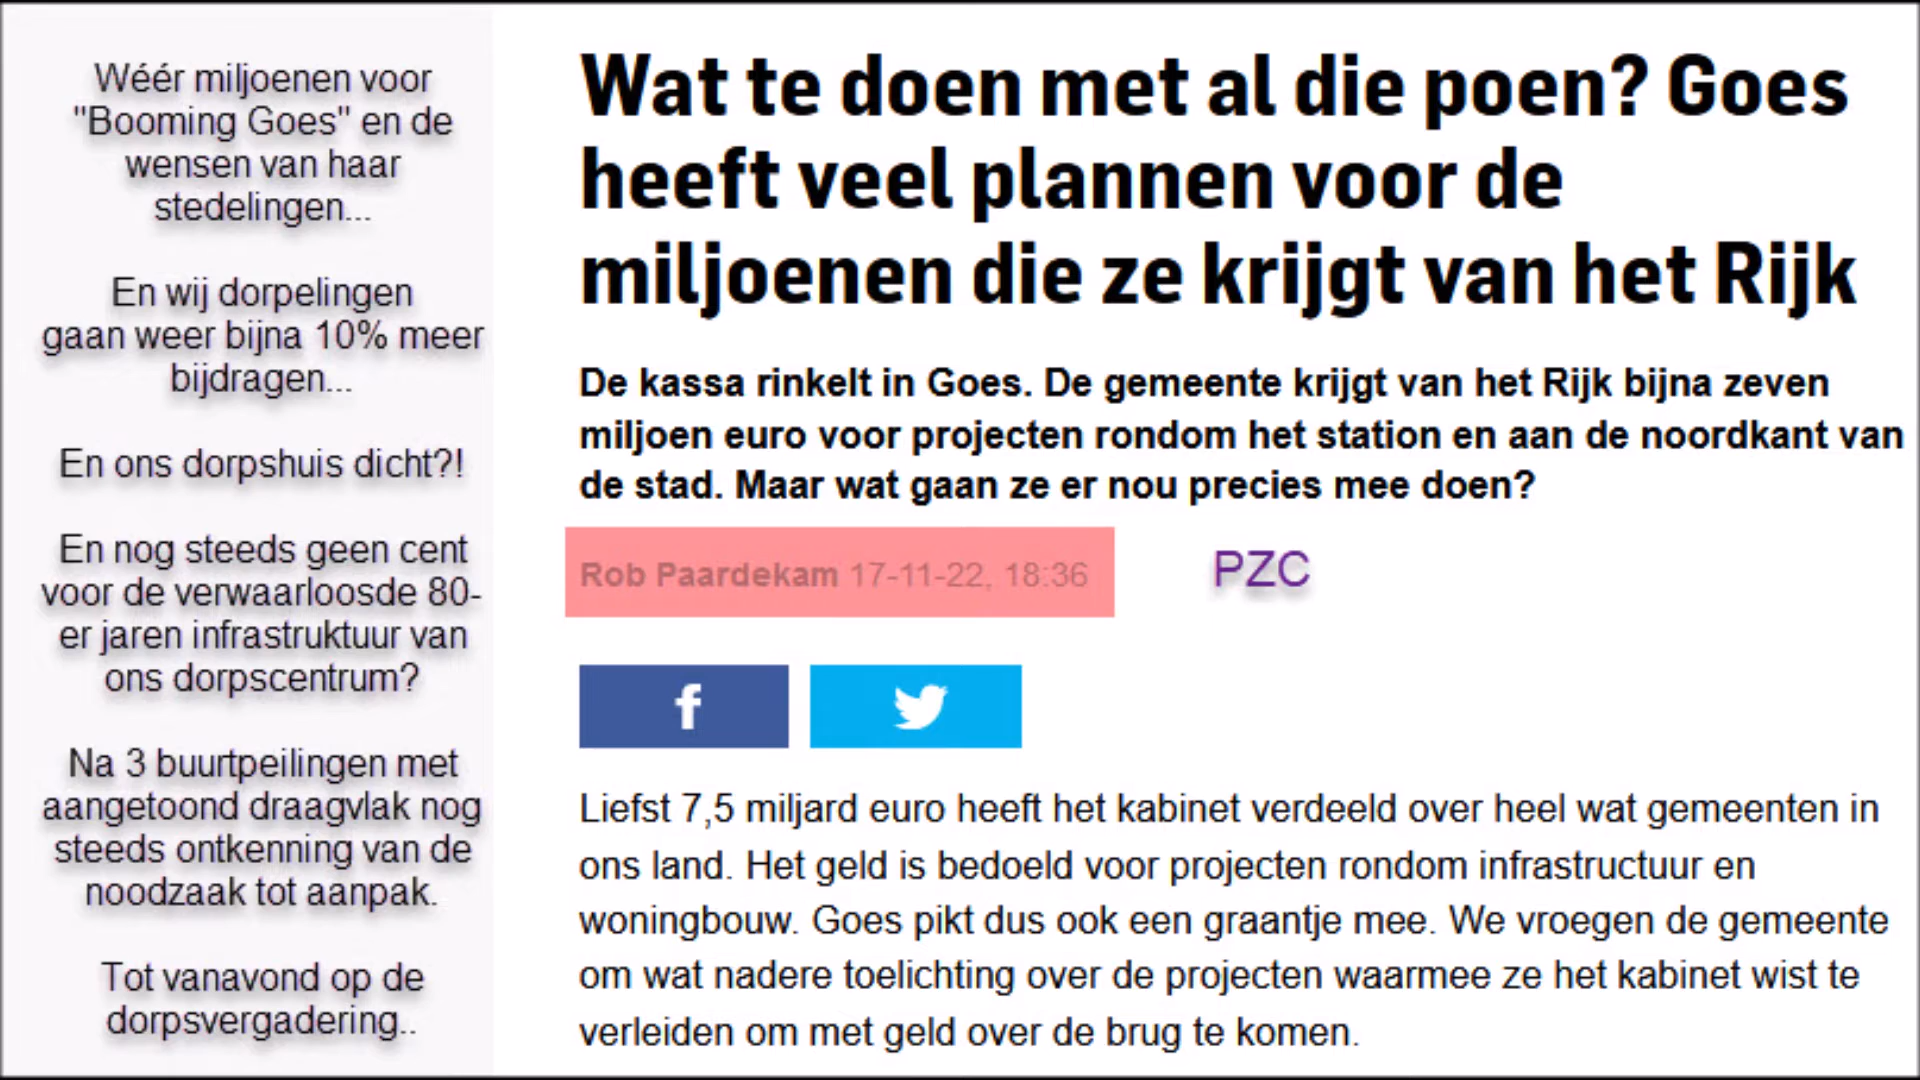 Wéér miljoenen voor
"Booming Goes" en de
wensen van haar
stedelingen...
En wij dorpelingen
gaan weer bijna 10% meer
bijdragen...
En ons dorpshuis dicht?!
En nog steeds geen cent
voor de verwaarloosde 80-
er jaren infrastruktuur van
ons dorpscentrum?
Na 3 buurtpeilingen met
aangetoond draagvlak nog
steeds ontkenning van de
noodzaak tot aanpak.
Tot vanavond op de
dorpsvergadering..
Wat te doen met al die poen? Goes
heeft veel plannen voor de
miljoenen die ze krijgt van het Rijk
De kassa rinkelt in Goes. De gemeente krijgt van het Rijk bijna zeven
miljoen euro voor projecten rondom het station en aan de noordkant van
de stad. Maar wat gaan ze er nou precies mee doen?
Rob Paardekam 17-11-22, 18:36
PZC
Liefst 7,5 miljard euro heeft het kabinet verdeeld over heel wat gemeenten in
ons land. Het geld is bedoeld voor projecten rondom infrastructuur en
woningbouw. Goes pikt dus ook een graantje mee. We vroegen de gemeente
om wat nadere toelichting over de projecten waarmee ze het kabinet wist te
verleiden om met geld over de brug te komen.